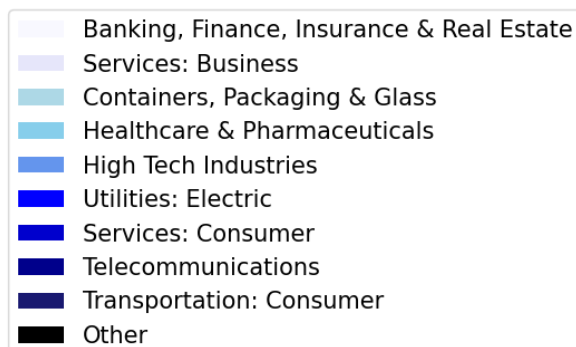 Banking, Finance, Insurance & Real Estate
Services: Business
Containers, Packaging & Glass
Healthcare & Pharmaceuticals
High Tech Industries
Utilities: Electric
Services: Consumer
Telecommunications
Transportation: Consumer
Other